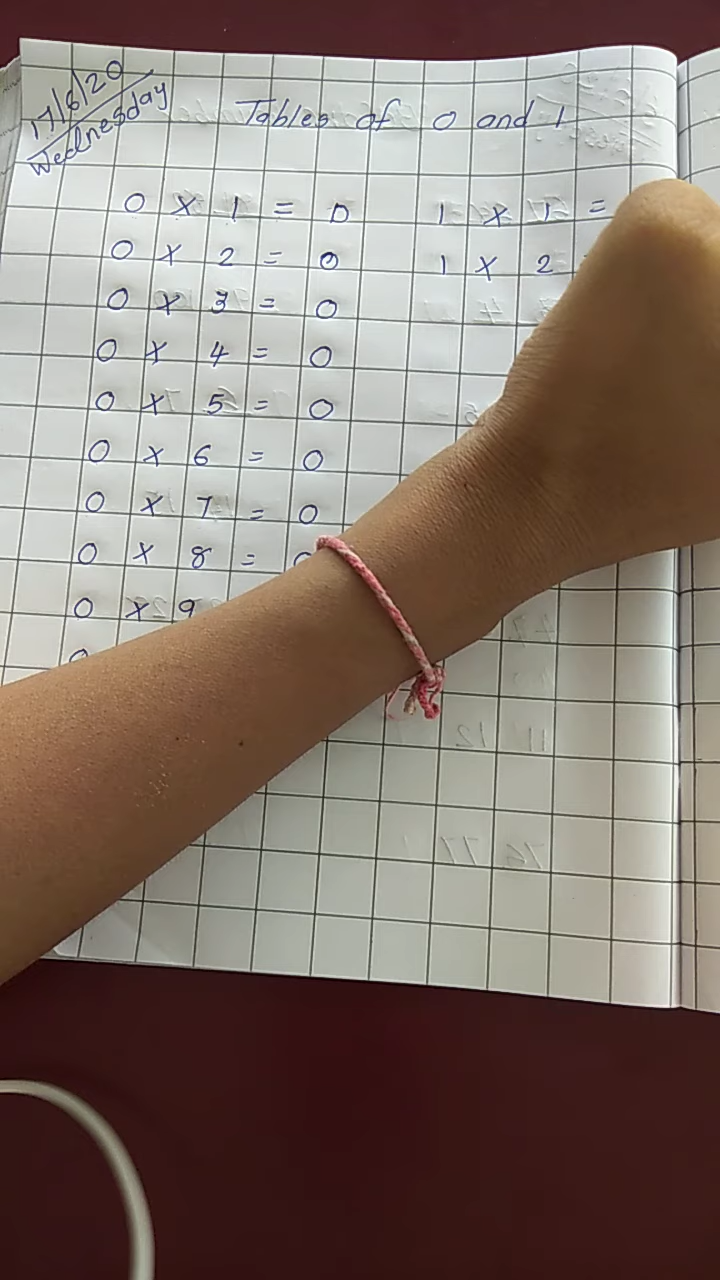 17/6/20
Wednesday
Tables of 0 and 1
0 x 1 = 0 1 x 1 =
0 x 2 = 0 1 x 2
0 x 3 = 0
0 x 4 = 0
0 x 5 = 0
0 x 6 = 0
0 x 7 = 0
0 x 8 = 0
0 x 9
0